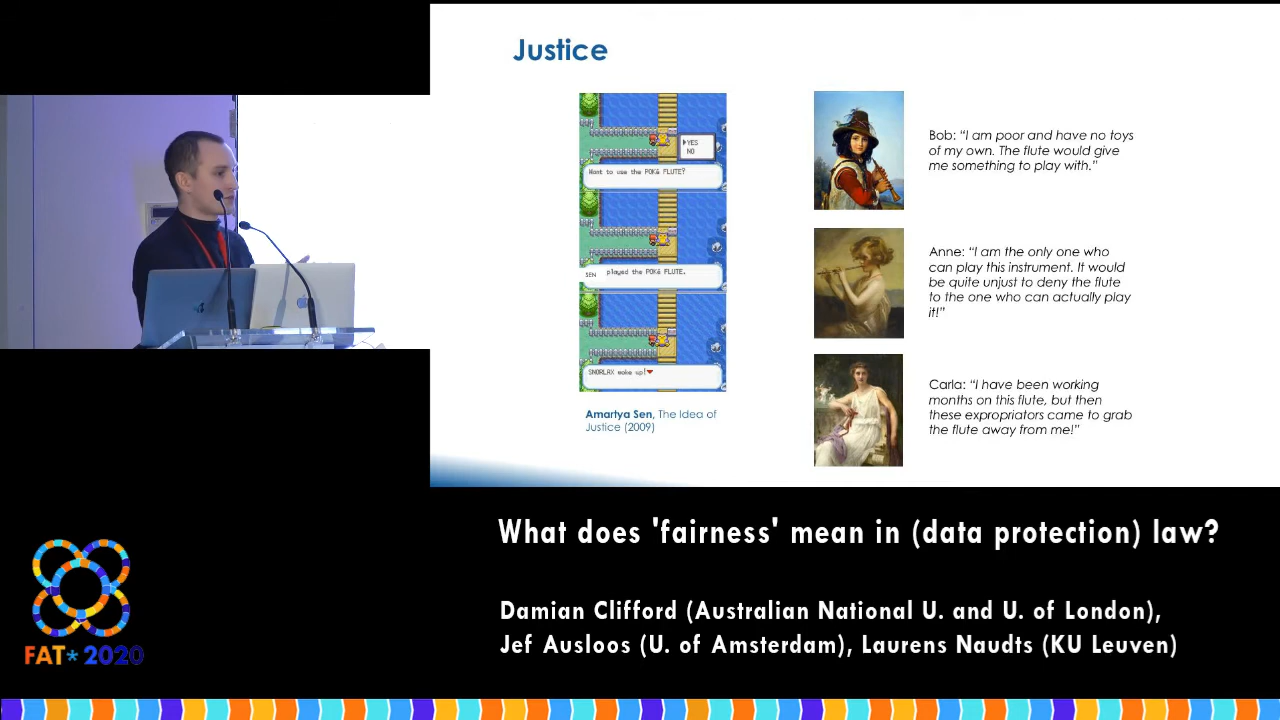 Justice
YES
NO
Want to use the POKé FLUTE?
SEN played the POKé FLUTE.
SNORLAX woke up!
Amartya Sen, The Idea of
Justice (2009)
Bob: “I am poor and have no toys
of my own. The flute would give
me something to play with.”
Anne: “I am the only one who
can play this instrument. It would
be quite unjust to deny the flute
to the one who can actually play
it!”
Carla: “I have been working
months on this flute, but then
these expropriators came to grab
the flute away from me!”
What does 'fairness' mean in (data protection) law?
Damian Clifford (Australian National U. and U. of London),
Jef Ausloos (U. of Amsterdam), Laurens Naudts (KU Leuven)
FAT* 2020